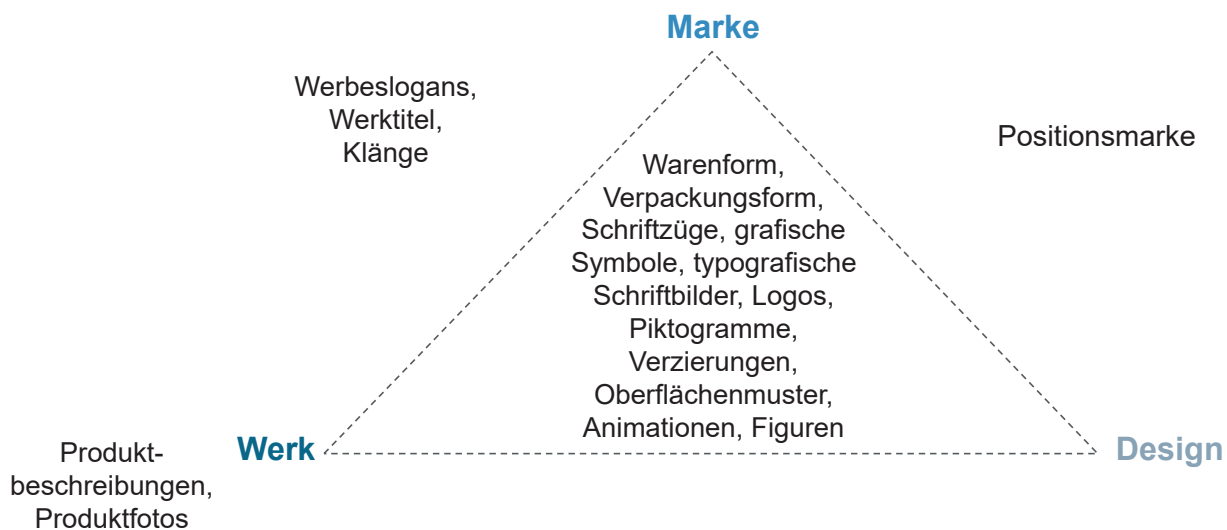 Marke
Werbeslogans,
Werktitel,
Klänge
Positionsmarke
Warenform,
Verpackungsform,
Schriftzüge, grafische
Symbole, typografische
Schriftbilder, Logos,
Piktogramme,
Verzierungen,
Oberflächenmuster,
Animationen, Figuren
Werk
Design
Produkt-
beschreibungen,
Produktfotos